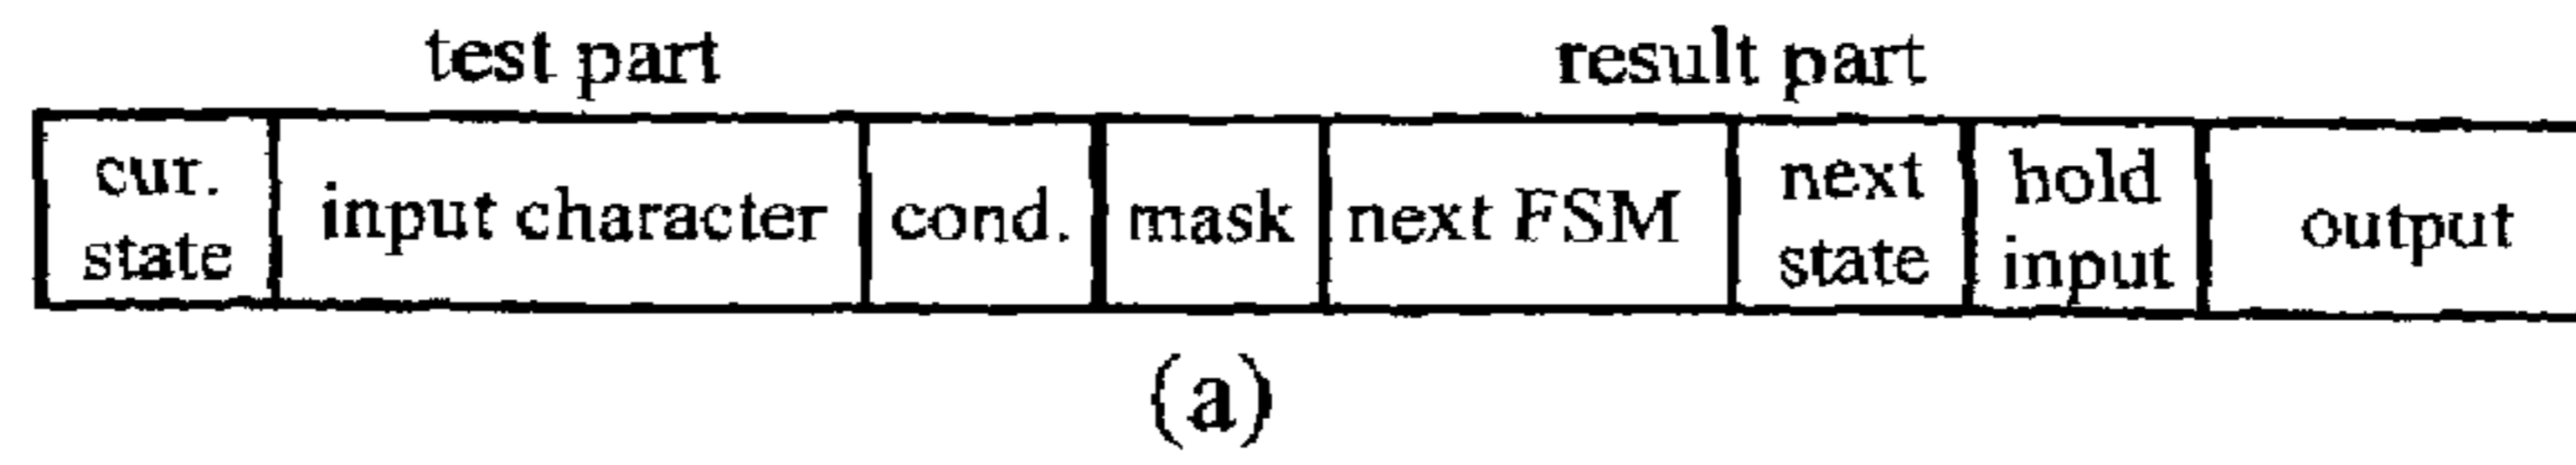 test part result part
cur. state input character cond. mask next FSM next state hold input output
(a)